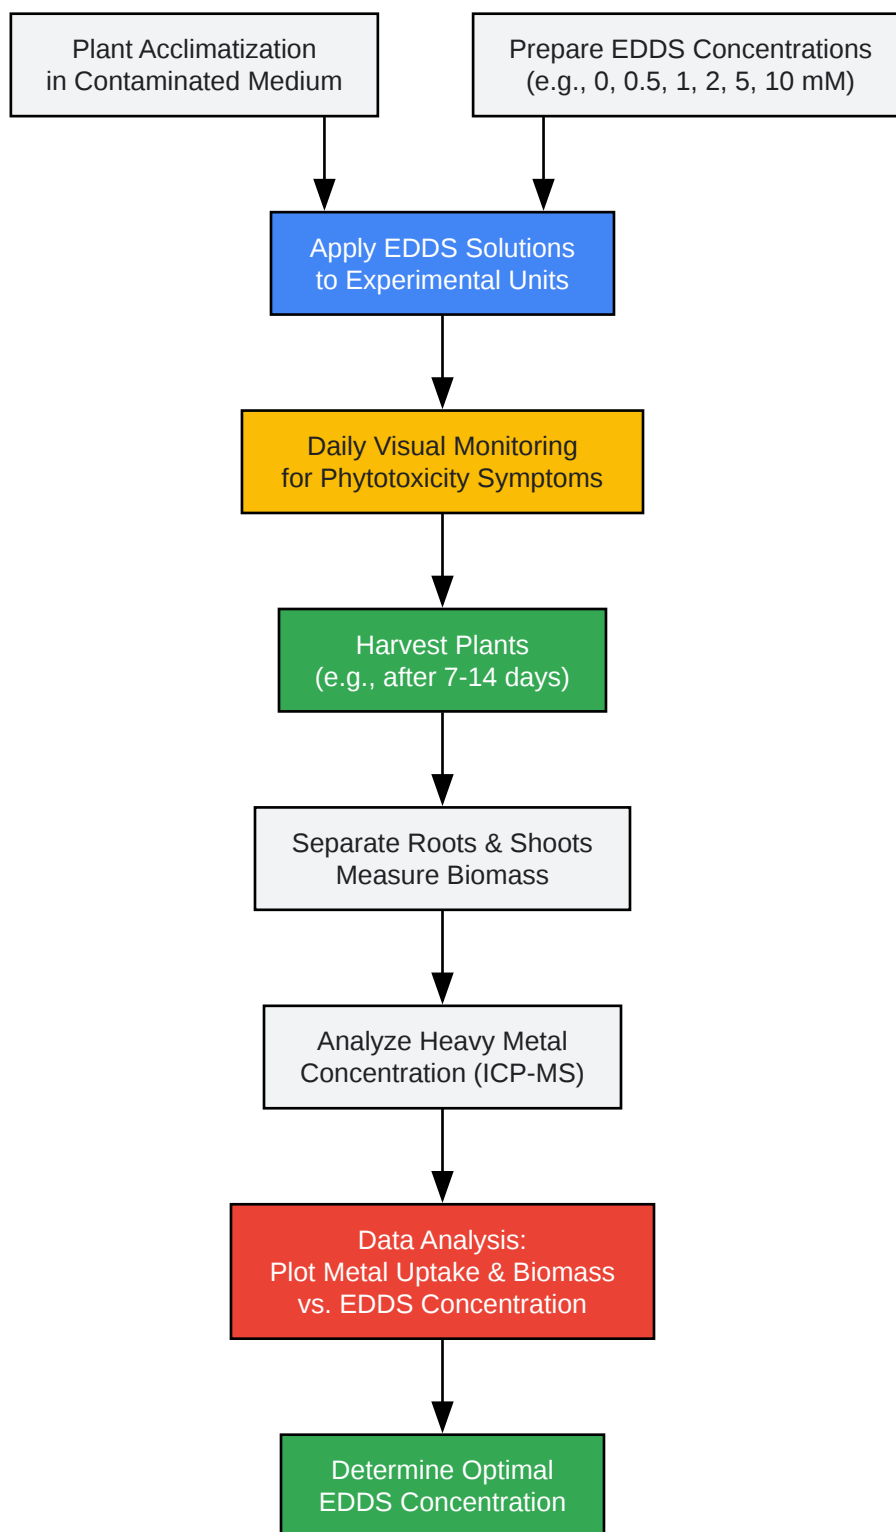 Plant Acclimatization
in Contaminated Medium
Prepare EDDS Concentrations
(e.g., 0, 0.5, 1, 2, 5, 10 mM)
Apply EDDS Solutions
to Experimental Units
Daily Visual Monitoring
for Phytotoxicity Symptoms
Harvest Plants
(e.g., after 7-14 days)
Separate Roots & Shoots
Measure Biomass
Analyze Heavy Metal
Concentration (ICP-MS)
Data Analysis:
Plot Metal Uptake & Biomass
vs. EDDS Concentration
Determine Optimal
EDDS Concentration